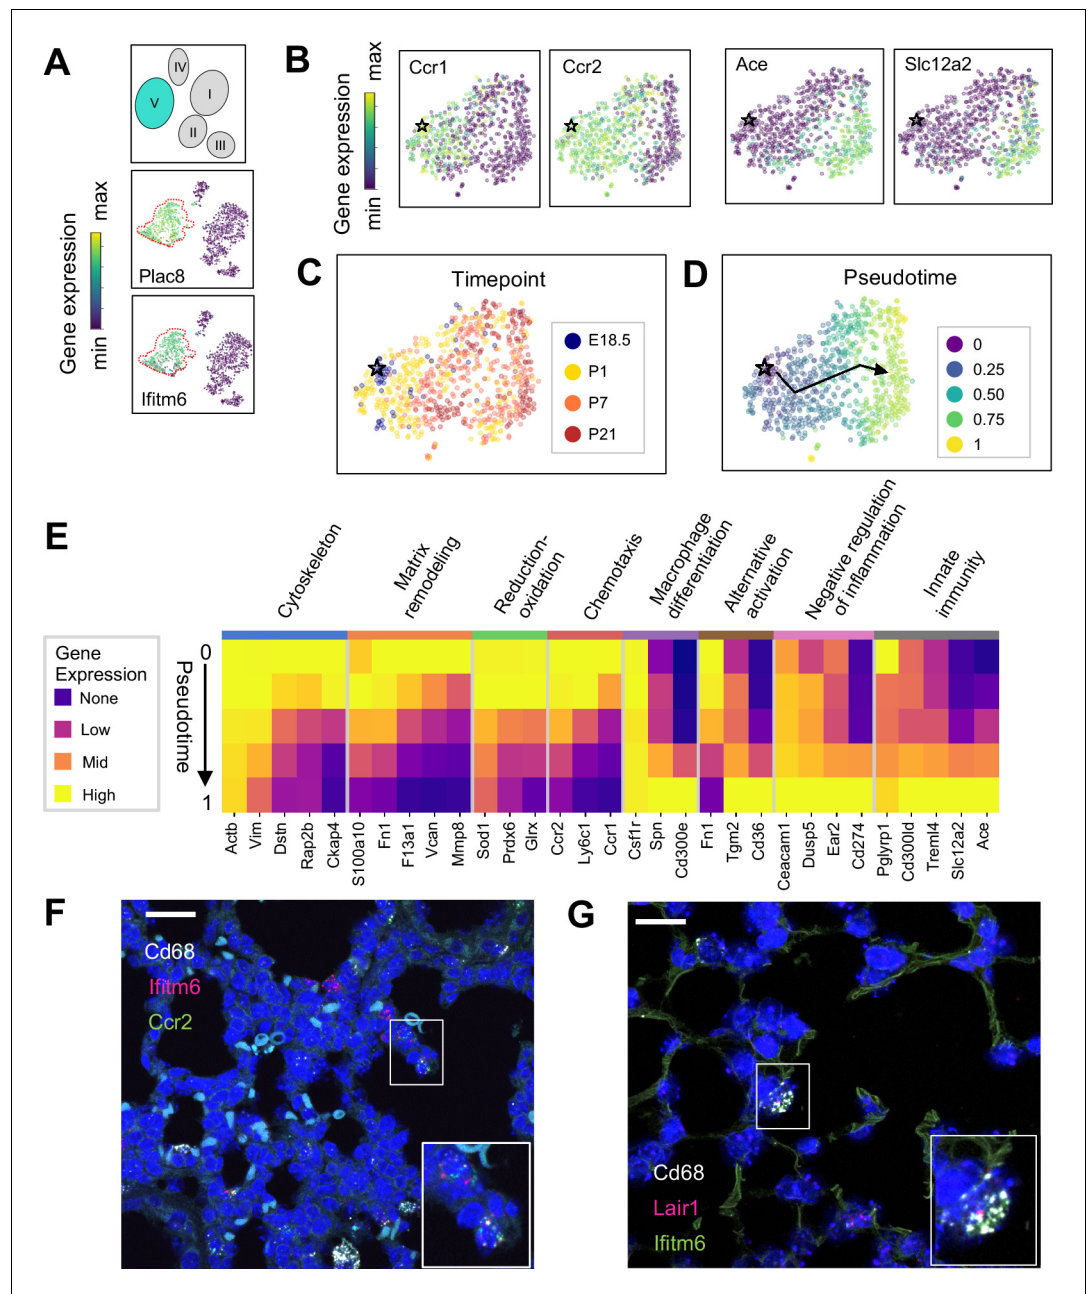 A
IV
V
I
II
III
Gene expression
min
max
Plac8
Ifitm6
B
Gene expression
min
max
Ccr1
Ccr2
Ace
Slc12a2
C
Timepoint
E18.5
P1
P7
P21
D
Pseudotime
0
0.25
0.50
0.75
1
E
Cytoskeleton
Matrix
remodeling
Reduction-
oxidation
Chemotaxis
Macrophage
differentiation
Alternative
activation
Negative regulation
of inflammation
Innate
immunity
Gene
Expression
None
Low
Mid
High
0
Pseudotime
1
Actb
Vim
Dstn
Rap2b
Ckap4
S100a10
Fn1
F13a1
Vcan
Mmp8
Sod1
Prdx6
Glrx
Ccr2
Ly6c1
Ccr1
Csf1r
Spn
Cd300e
Fn1
Tgm2
Cd36
Ceacam1
Dusp5
Ear2
Cd274
Pglyrp1
Cd300ld
Treml4
Slc12a2
Ace
F
Cd68
Ifitm6
Ccr2
G
Cd68
Lair1
Ifitm6